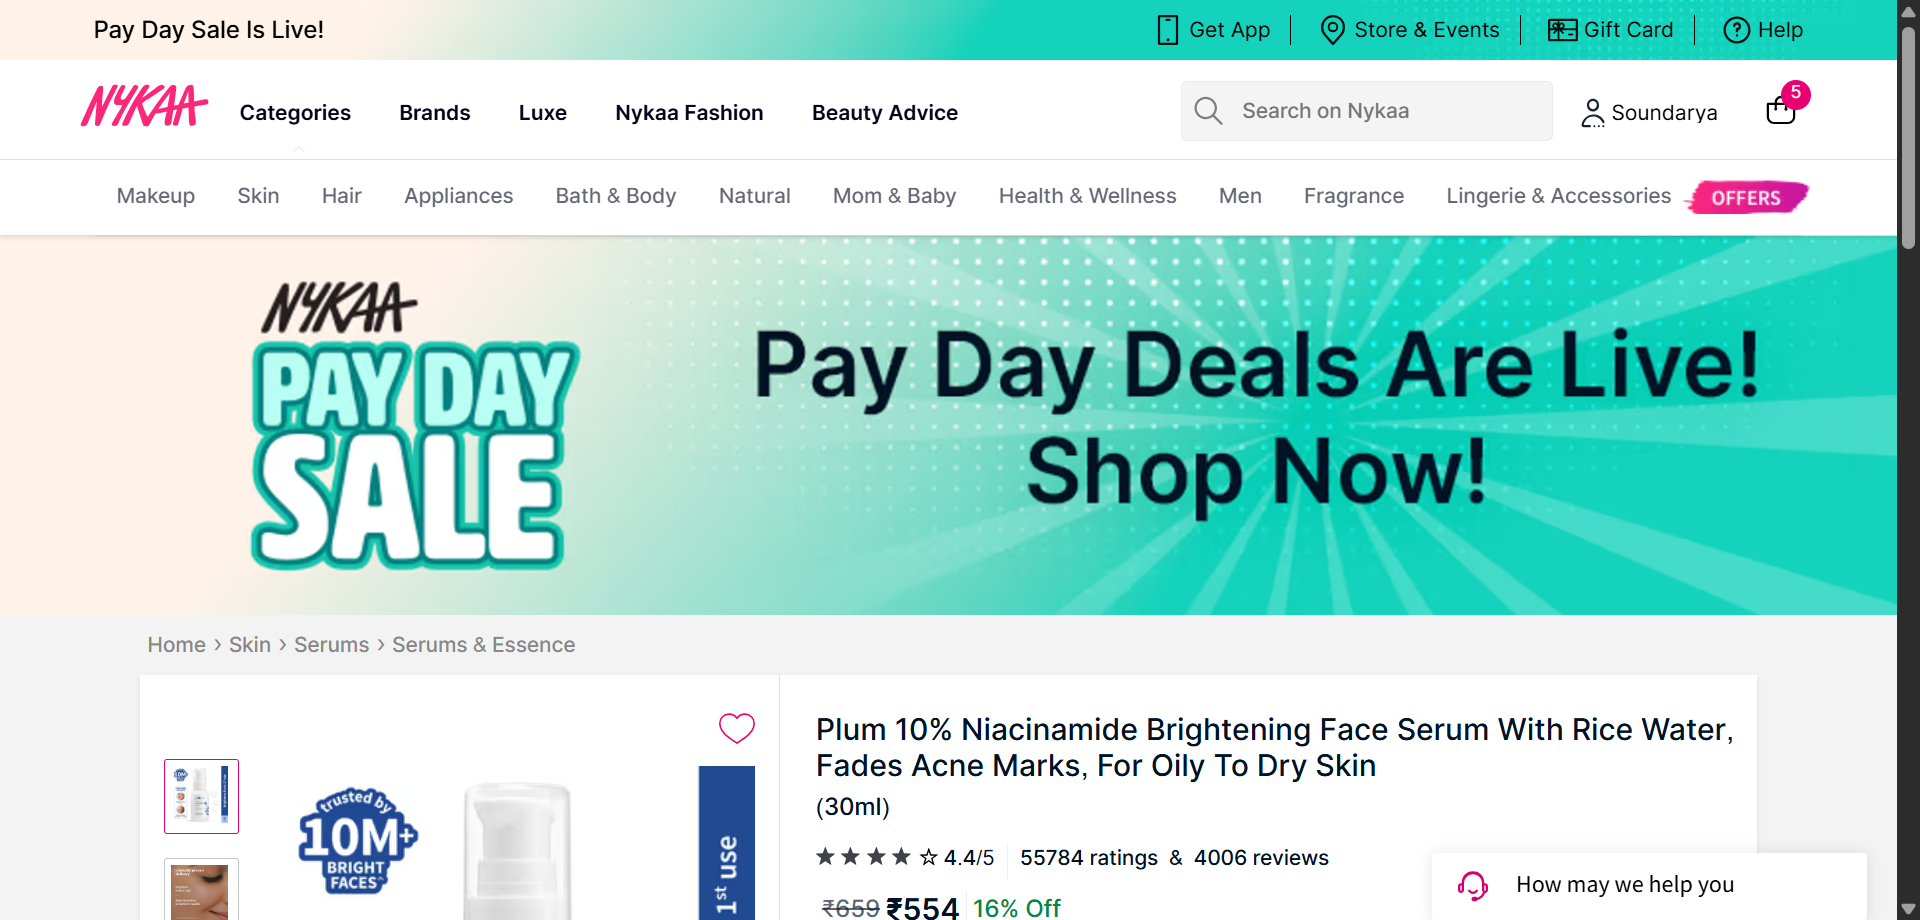 Pay Day Sale Is Live!
Get App
Store & Events
Gift Card
Help
NYKAA
Categories
Brands
Luxe
Nykaa Fashion
Beauty Advice
Search on Nykaa
Soundarya
5
Makeup
Skin
Hair
Appliances
Bath & Body
Natural
Mom & Baby
Health & Wellness
Men
Fragrance
Lingerie & Accessories
OFFERS
NYKAA
PAY DAY
SALE
Pay Day Deals Are Live!
Shop Now!
Home › Skin › Serums › Serums & Essence
trusted by
10M+
BRIGHT
FACES^
1st use
Plum 10% Niacinamide Brightening Face Serum With Rice Water,
Fades Acne Marks, For Oily To Dry Skin
(30ml)
4.4/5
55784 ratings & 4006 reviews
₹659 ₹554 16% Off
How may we help you